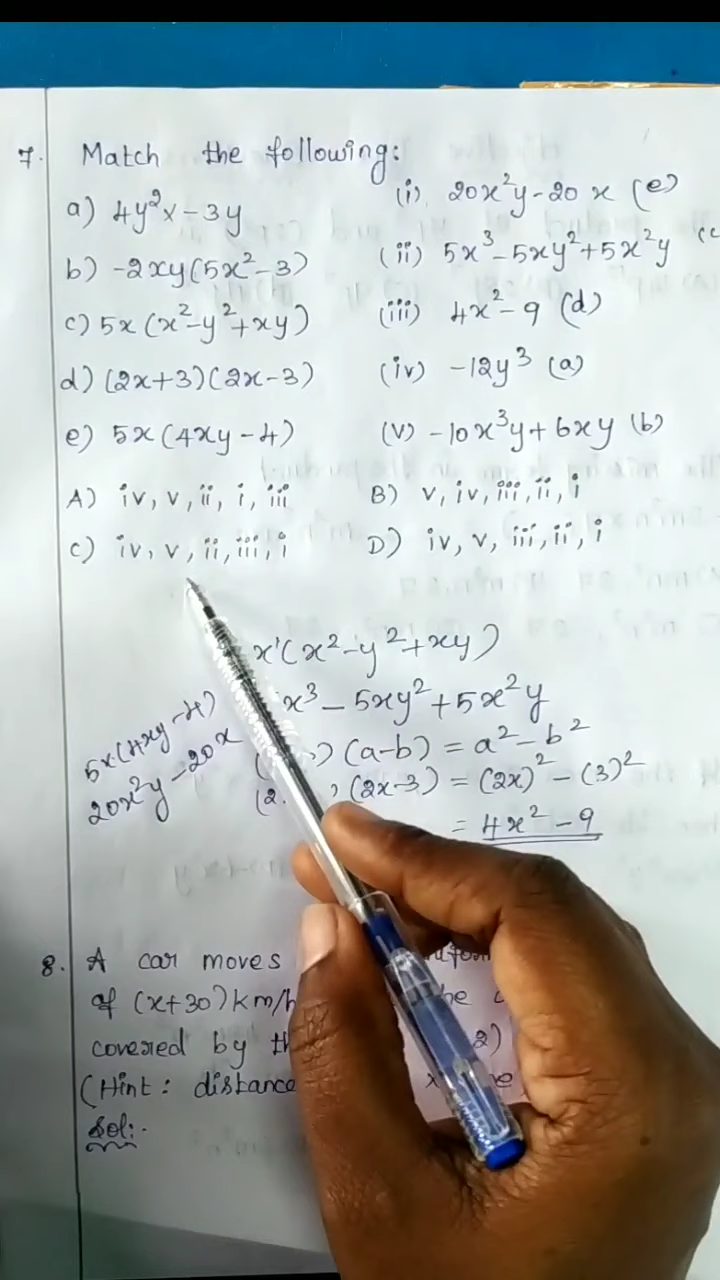 7. Match the following:
a) 4y²x-3y (i) 20x²y-20x (e)
b) -2xy(5x²-3) (ii) 5x³-5xy²+5x²y (c
c) 5x(x²-y²+xy) (iii) 4x²-9 (d)
d) (2x+3)(2x-3) (iv) -12y³ (a)
e) 5x(4xy-4) (v) -10x³y+6xy (b)
A) iv, v, ii, i, iii B) v, iv, iii, ii, i
C) iv, v, ii, iii, i D) iv, v, iii, ii, i
x¹(x²-y²+xy)
x³-5xy²+5x²y
5x(4xy-4)
20x²y-20x
) (a-b) = a²-b²
(2. ) (2x-3) = (2x)²-(3)²
= 4x²-9
8. A car moves
of (x+30)km/h
covered by 2)
(Hint: distance
Sol:-